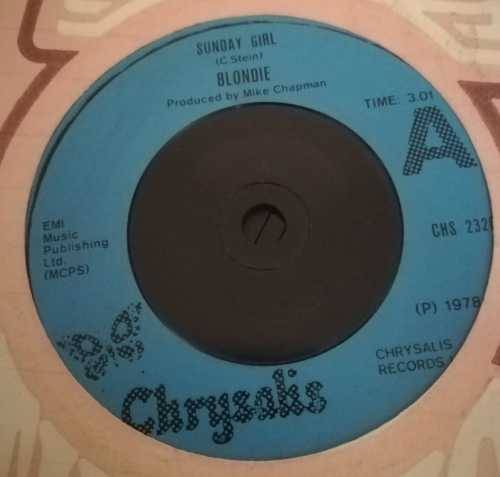 SUNDAY GIRL
(C Stein)
BLONDIE
Produced by Mike Chapman
TIME: 3.01
A
EMI
Music
Publishing
Ltd.
(MCPS)
CHS
(P) 1978
CHRYSALIS
RECORDS
Chrysalis